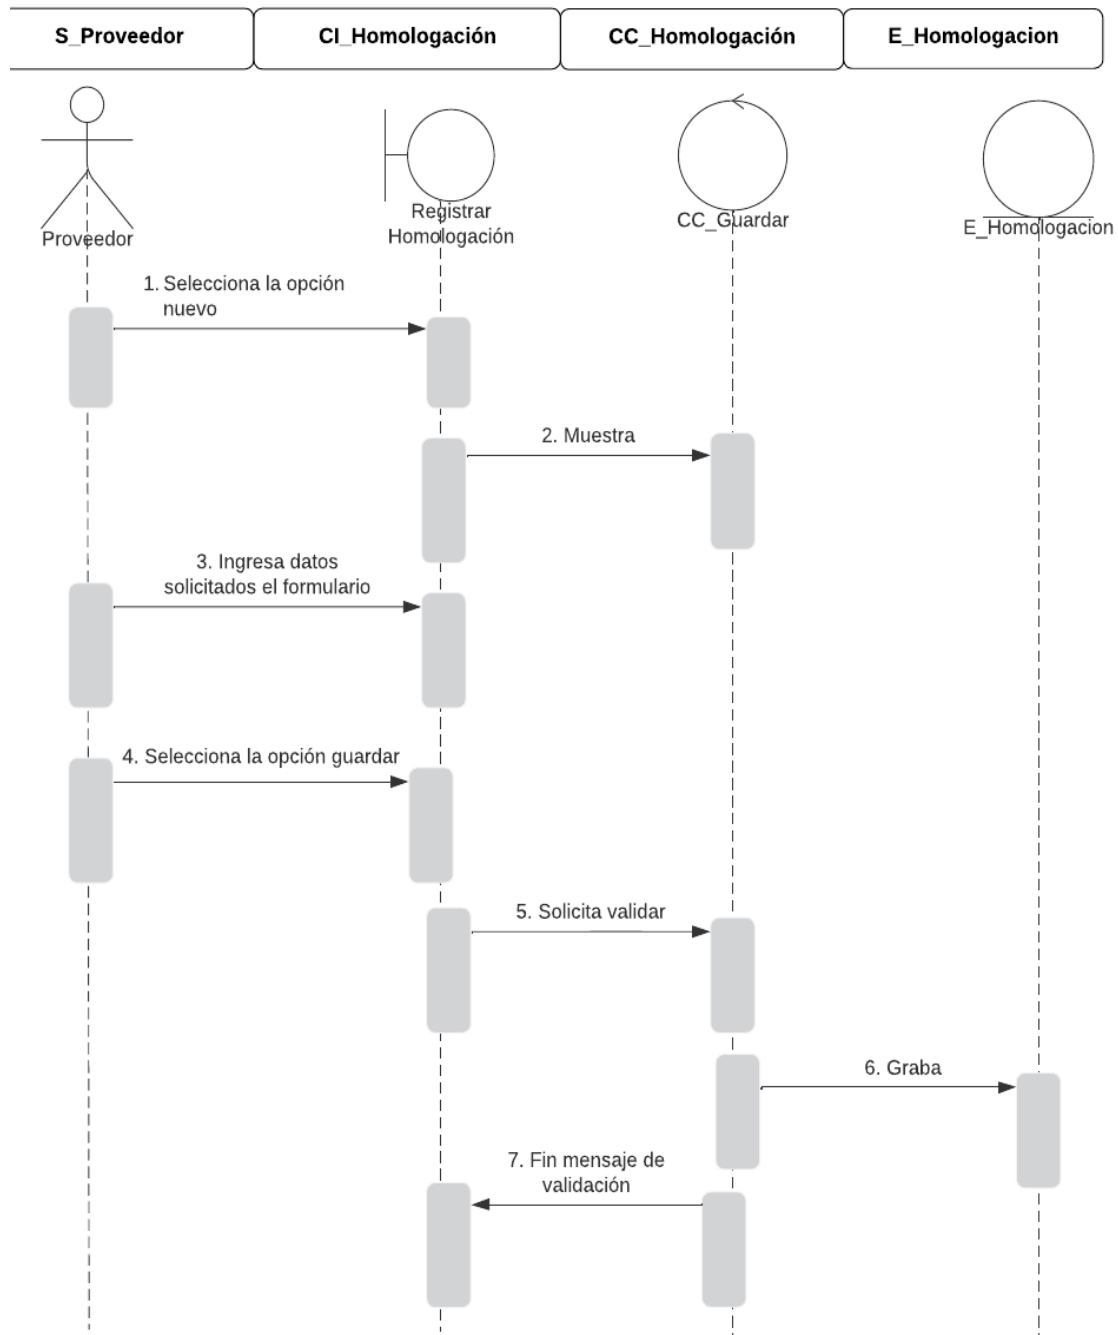 S_Proveedor
CI_Homologación
CC_Homologación
E_Homologacion
Proveedor
Registrar
Homologación
CC_Guardar
E_Homologacion
1. Selecciona la opción
nuevo
2. Muestra
3. Ingresa datos
solicitados el formulario
4. Selecciona la opción guardar
5. Solicita validar
6. Graba
7. Fin mensaje de
validación